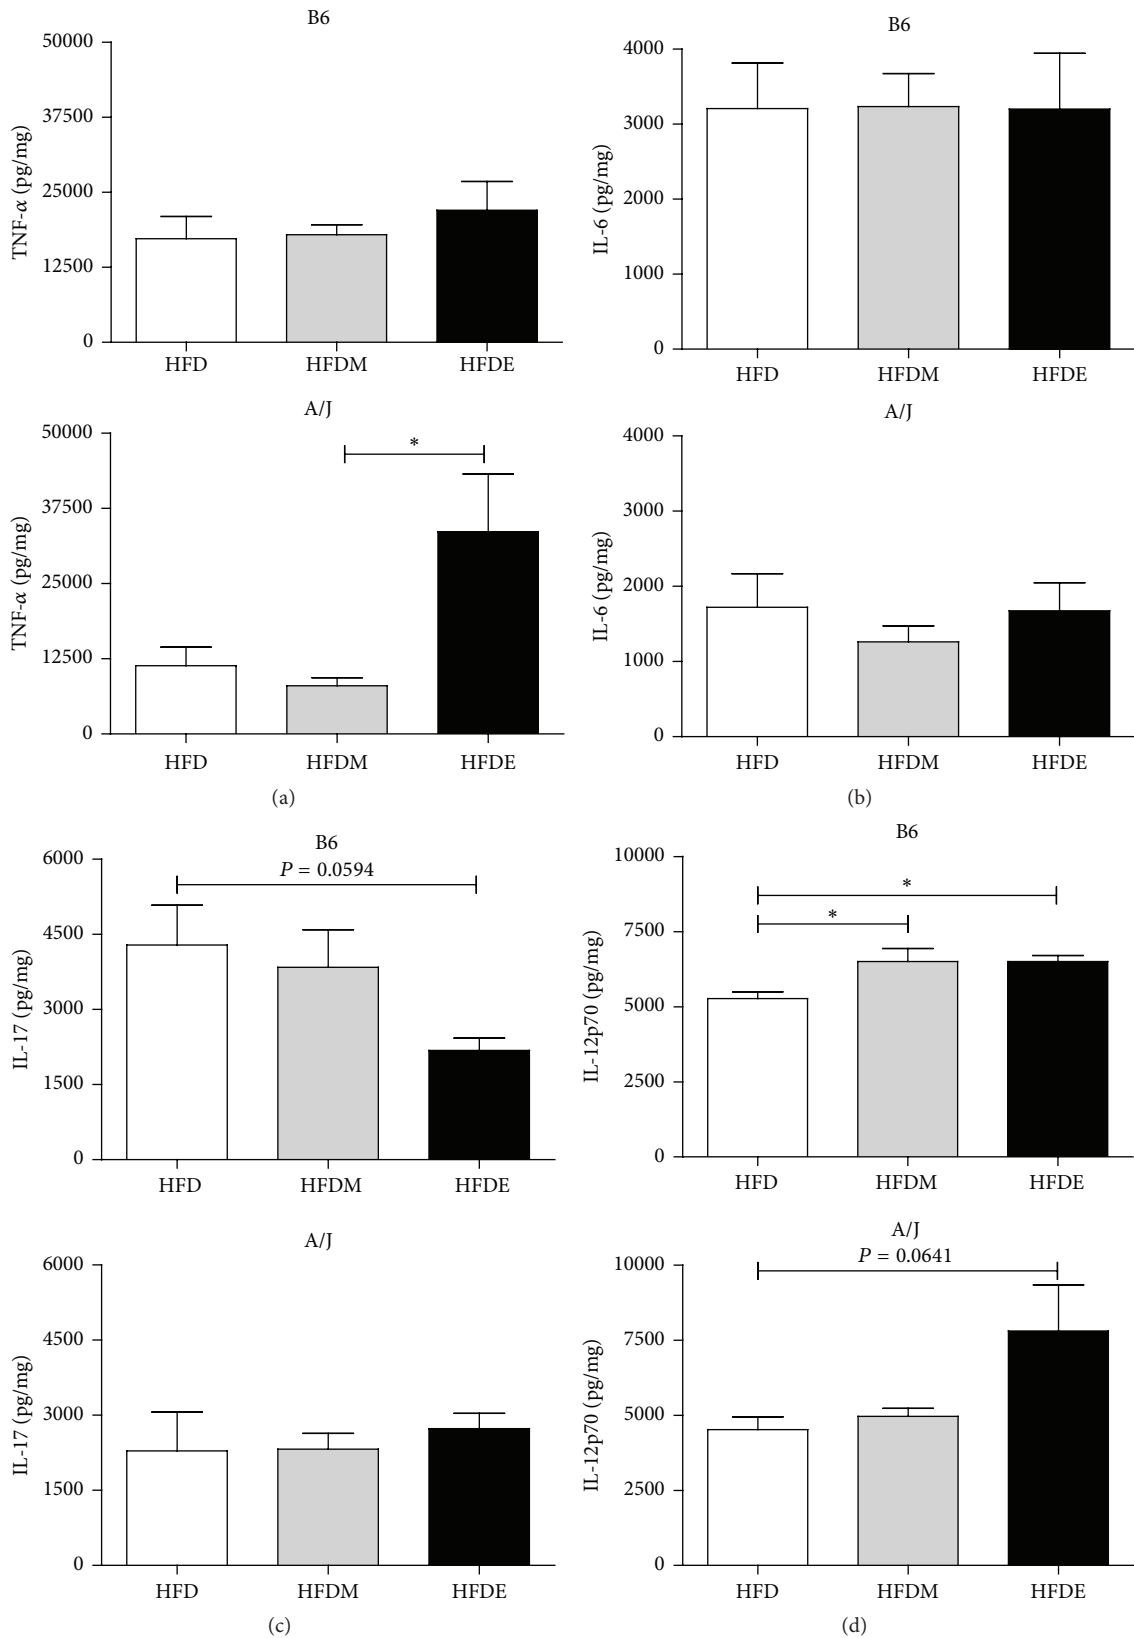 B6
50000
37500
25000
12500
0
TNF-α (pg/mg)
HFD HFDM HFDE
A/J
*
50000
37500
25000
12500
0
TNF-α (pg/mg)
HFD HFDM HFDE
(a)
B6
4000
3000
2000
1000
0
IL-6 (pg/mg)
HFD HFDM HFDE
A/J
4000
3000
2000
1000
0
IL-6 (pg/mg)
HFD HFDM HFDE
(b)
B6
P = 0.0594
6000
4500
3000
1500
0
IL-17 (pg/mg)
HFD HFDM HFDE
A/J
6000
4500
3000
1500
0
IL-17 (pg/mg)
HFD HFDM HFDE
(c)
B6
*
*
10000
7500
5000
2500
0
IL-12p70 (pg/mg)
HFD HFDM HFDE
A/J
P = 0.0641
10000
7500
5000
2500
0
IL-12p70 (pg/mg)
HFD HFDM HFDE
(d)